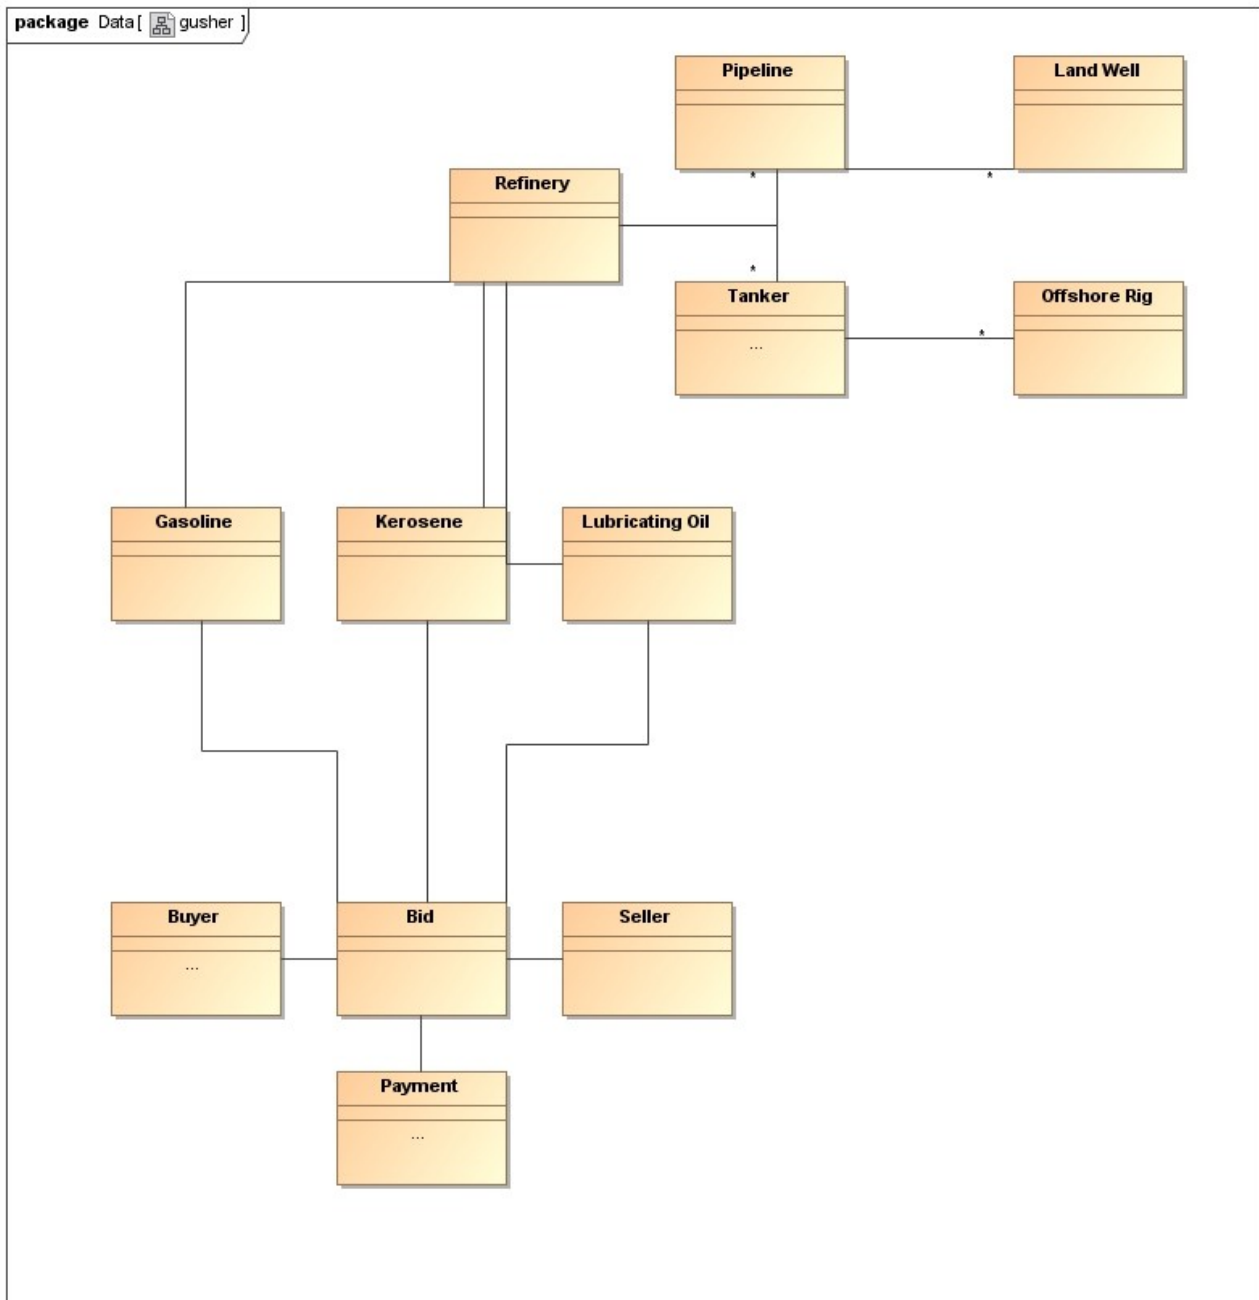 package Data [ gusher ]
Pipeline
Land Well
*
*
Refinery
*
Tanker
...
Offshore Rig
*
Gasoline
Kerosene
Lubricating Oil
Buyer
...
Bid
Seller
Payment
...